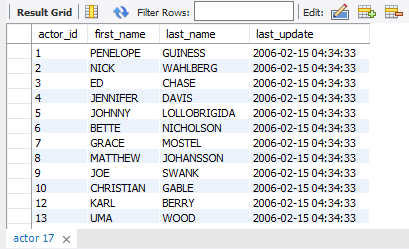 Result Grid Filter Rows: Edit:
actor_id first_name last_name last_update
1 PENELOPE GUINESS 2006-02-15 04:34:33
2 NICK WAHLBERG 2006-02-15 04:34:33
3 ED CHASE 2006-02-15 04:34:33
4 JENNIFER DAVIS 2006-02-15 04:34:33
5 JOHNNY LOLLOBRIGIDA 2006-02-15 04:34:33
6 BETTE NICHOLSON 2006-02-15 04:34:33
7 GRACE MOSTEL 2006-02-15 04:34:33
8 MATTHEW JOHANSSON 2006-02-15 04:34:33
9 JOE SWANK 2006-02-15 04:34:33
10 CHRISTIAN GABLE 2006-02-15 04:34:33
12 KARL BERRY 2006-02-15 04:34:33
13 UMA WOOD 2006-02-15 04:34:33
actor 17